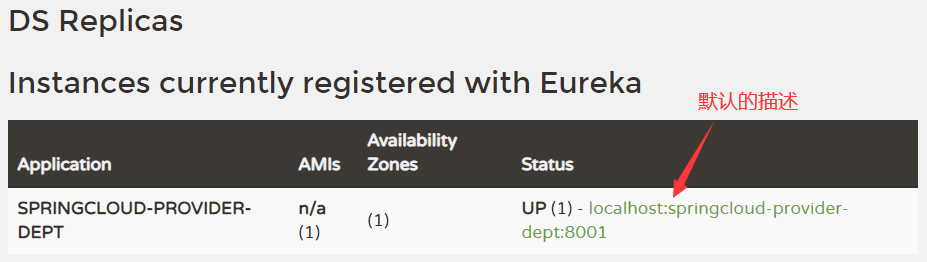 DS Replicas
Instances currently registered with Eureka
默认的描述
Application AMIs Availability Zones Status
SPRINGCLOUD-PROVIDER-DEPT n/a (1) (1) UP (1) - localhost:springcloud-provider-dept:8001